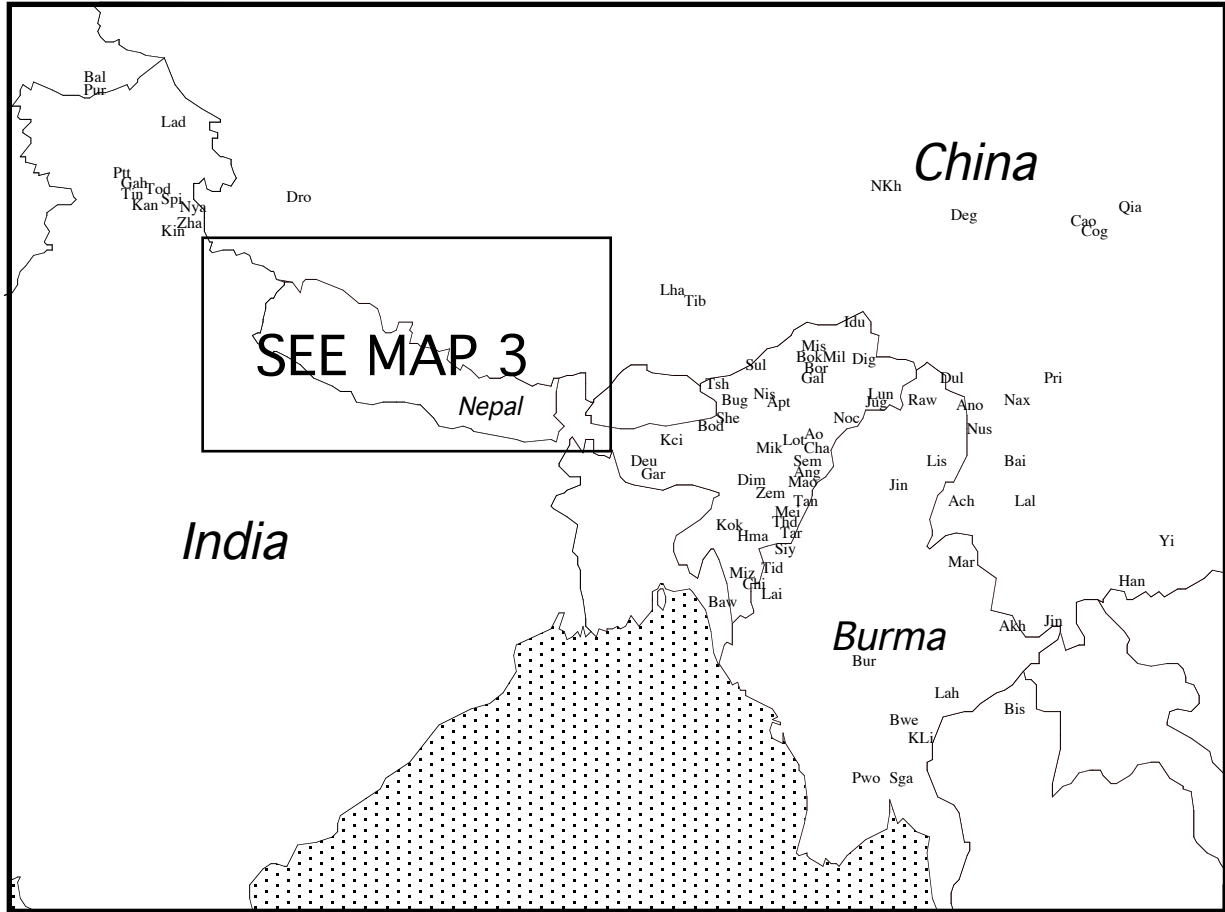 Bal
Pur
Lad
China
Ptt
Gah
Tod
Tin
Spi
Kan
Nya
Zha
Kin
Dro
NKh
Deg
Qia
Cao
Cog
Lha
Tib
Idu
SEE MAP 3
Nepal
Mis
Bok Mil
Dig
Bor
Gal
Sul
Tsh
Nis
Bug
Apt
She
Bod
Lun
Jug
Raw
Dul
Pri
Ano
Nax
Noc
Nus
Kci
Ao
Lot
Cha
Mik
Deu
Gar
Sem
Ang
Mao
Dim
Zem
Tan
Lis
Bai
Jin
Ach
Lal
India
Mei
Thd
Kok
Tar
Hma
Siy
Yi
Tid
Miz
Chi
Lai
Baw
Mar
Han
Burma
Akh
Jin
Bur
Lah
Bis
Bwe
KLi
Pwo Sga